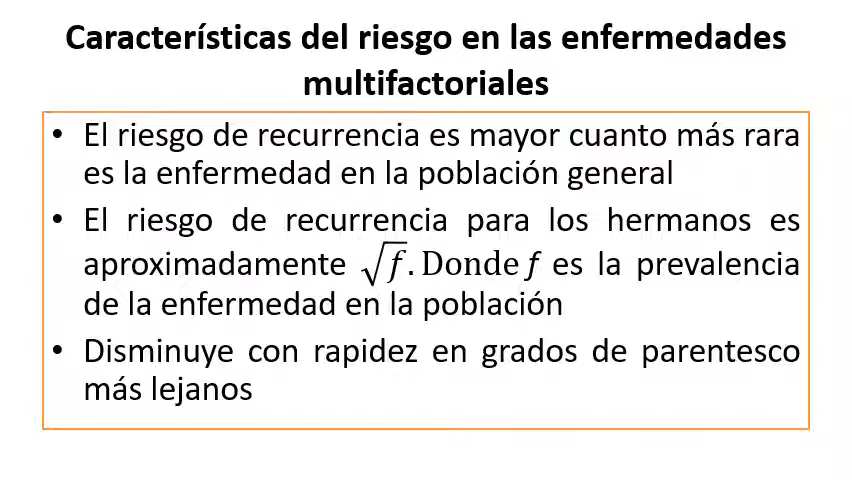 Características del riesgo en las enfermedades
multifactoriales
• El riesgo de recurrencia es mayor cuanto más rara
es la enfermedad en la población general
• El riesgo de recurrencia para los hermanos es
aproximadamente √f. Donde f es la prevalencia
de la enfermedad en la población
• Disminuye con rapidez en grados de parentesco
más lejanos